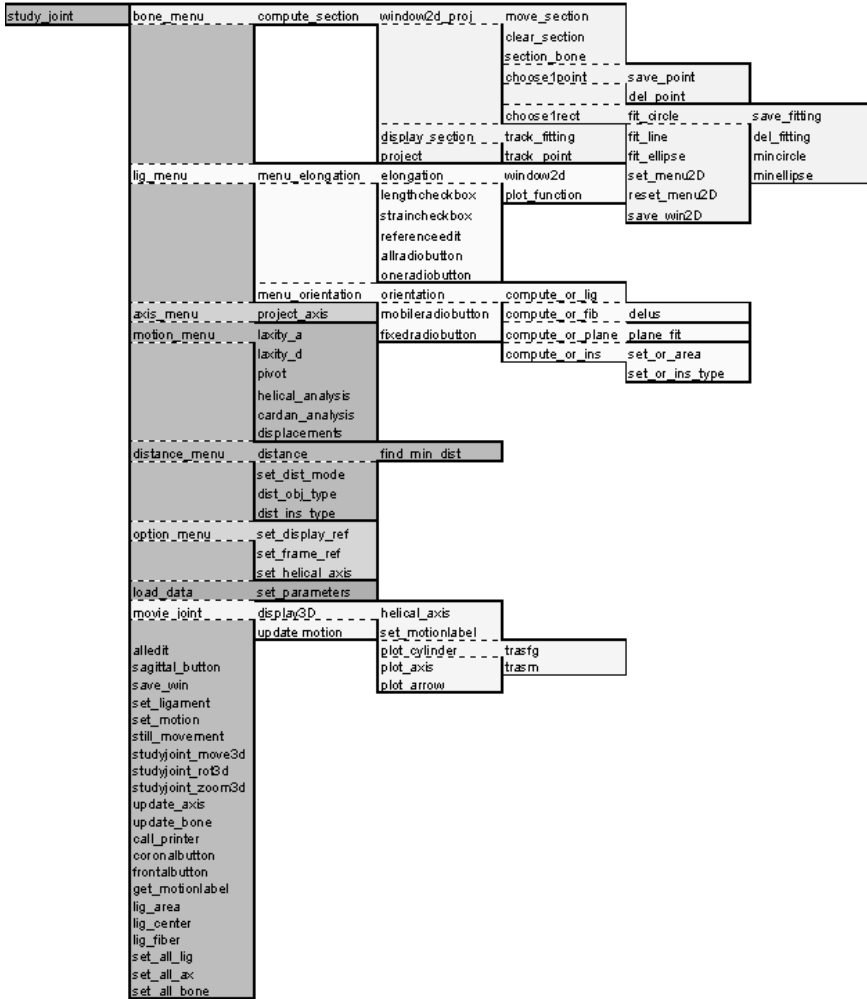 study_joint bone_menu compute_section window2d_proj move_section
clear_section
section_bone
choose1point save_point
del_point
choose1rect fit_circle save_fitting
display_section track_fitting fit_line del_fitting
project track_point fit_ellipse mincircle
lig_menu menu_elongation elongation window2d set_menu2D minellipse
lengthcheckbox plot_function reset_menu2D
straincheckbox save_win2D
referenceedit
allradiobutton
oneradiobutton
menu_orientation orientation compute_or_lig
axis_menu project_axis mobileradiobutton compute_or_fib delus
motion_menu laxity_a fixedradiobutton compute_or_plane plane_fit
laxity_d compute_or_ins set_or_area
pivot set_or_ins_type
helical_analysis
cardan_analysis
displacements
distance_menu distance find_min_dist
set_dist_mode
dist_obj_type
dist_ins_type
option_menu set_display_ref
set_frame_ref
set_helical_axis
load_data set_parameters
movie_joint display3D helical_axis
update_motion set_motionlabel
alledit plot_cylinder trasfg
sagittal_button plot_axis trasm
save_win plot_arrow
set_ligament
set_motion
still_movement
studyjoint_move3d
studyjoint_rot3d
studyjoint_zoom3d
update_axis
update_bone
call_printer
coronalbutton
frontalbutton
get_motionlabel
lig_area
lig_center
lig_fiber
set_all_lig
set_all_ax
set_all_bone